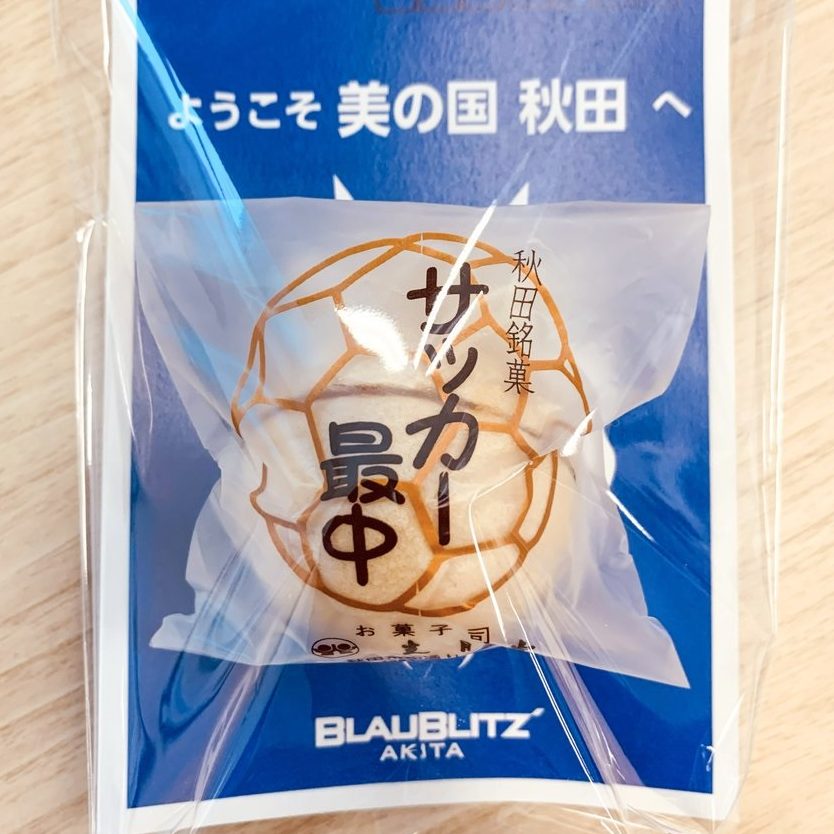 ようこそ 美の国 秋田 へ
秋田銘菓
サッカー
最中
お菓子司
BLAUBLITZ
AKITA